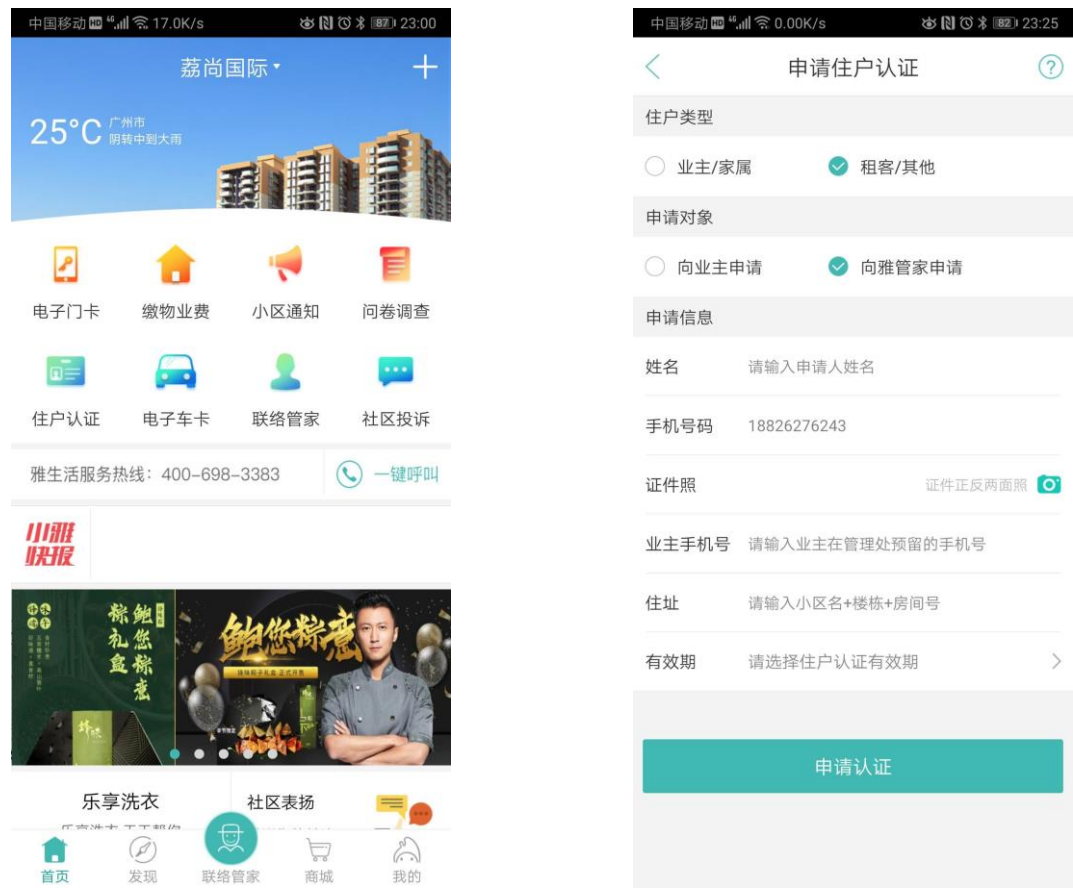 中国移动 HD 46 17.0K/s 87 23:00
荔尚国际
25°C 广州市
阴转中到大雨
电子门卡 缴物业费 小区通知 问卷调查
住户认证 电子车卡 联络管家 社区投诉
雅生活服务热线：400-698-3383 一键呼叫
小雅
快报
粽礼盒
鲍您粽意
鲍您粽意
锋味
乐享洗衣 社区表扬
首页 发现 联络管家 商城 我的
中国移动 HD 46 0.00K/s 82 23:25
申请住户认证 ?
住户类型
业主/家属 租客/其他
申请对象
向业主申请 向雅管家申请
申请信息
姓名 请输入申请人姓名
手机号码 18826276243
证件照 证件正反两面照
业主手机号 请输入业主在管理处预留的手机号
住址 请输入小区名+楼栋+房间号
有效期 请选择住户认证有效期
申请认证